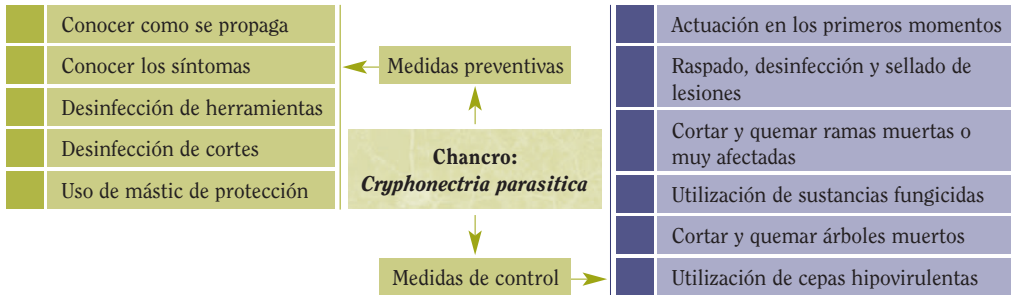 Conocer como se propaga
Conocer los síntomas
Desinfección de herramientas
Desinfección de cortes
Uso de mástic de protección
Medidas preventivas
Chancro:
Cryphonectria parasitica
Medidas de control
Actuación en los primeros momentos
Raspado, desinfección y sellado de
lesiones
Cortar y quemar ramas muertas o
muy afectadas
Utilización de sustancias fungicidas
Cortar y quemar árboles muertos
Utilización de cepas hipovirulentas